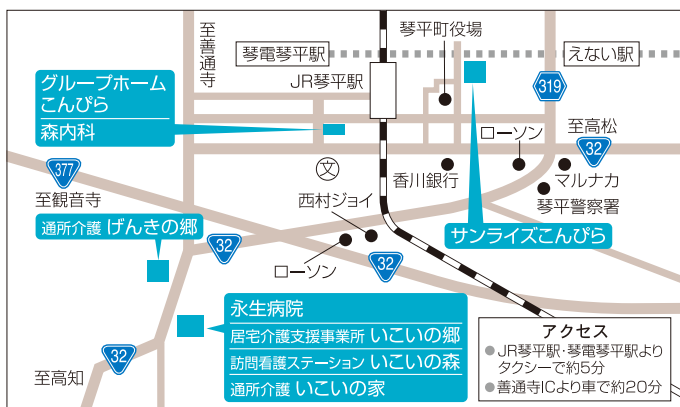 至善通寺
琴電琴平駅
琴平町役場
えない駅
JR琴平駅
319
グループホーム
こんぴら
森内科
ローソン
至高松
32
377
至観音寺
文
香川銀行
マルナカ
琴平警察署
通所介護 げんきの郷
西村ジョイ
サンライズこんぴら
32
ローソン
32
永生病院
居宅介護支援事業所 いこいの郷
訪問看護ステーション いこいの森
通所介護 いこいの家
32
至高知
アクセス
●JR琴平駅・琴電琴平駅より
タクシーで約5分
●善通寺ICより車で約20分